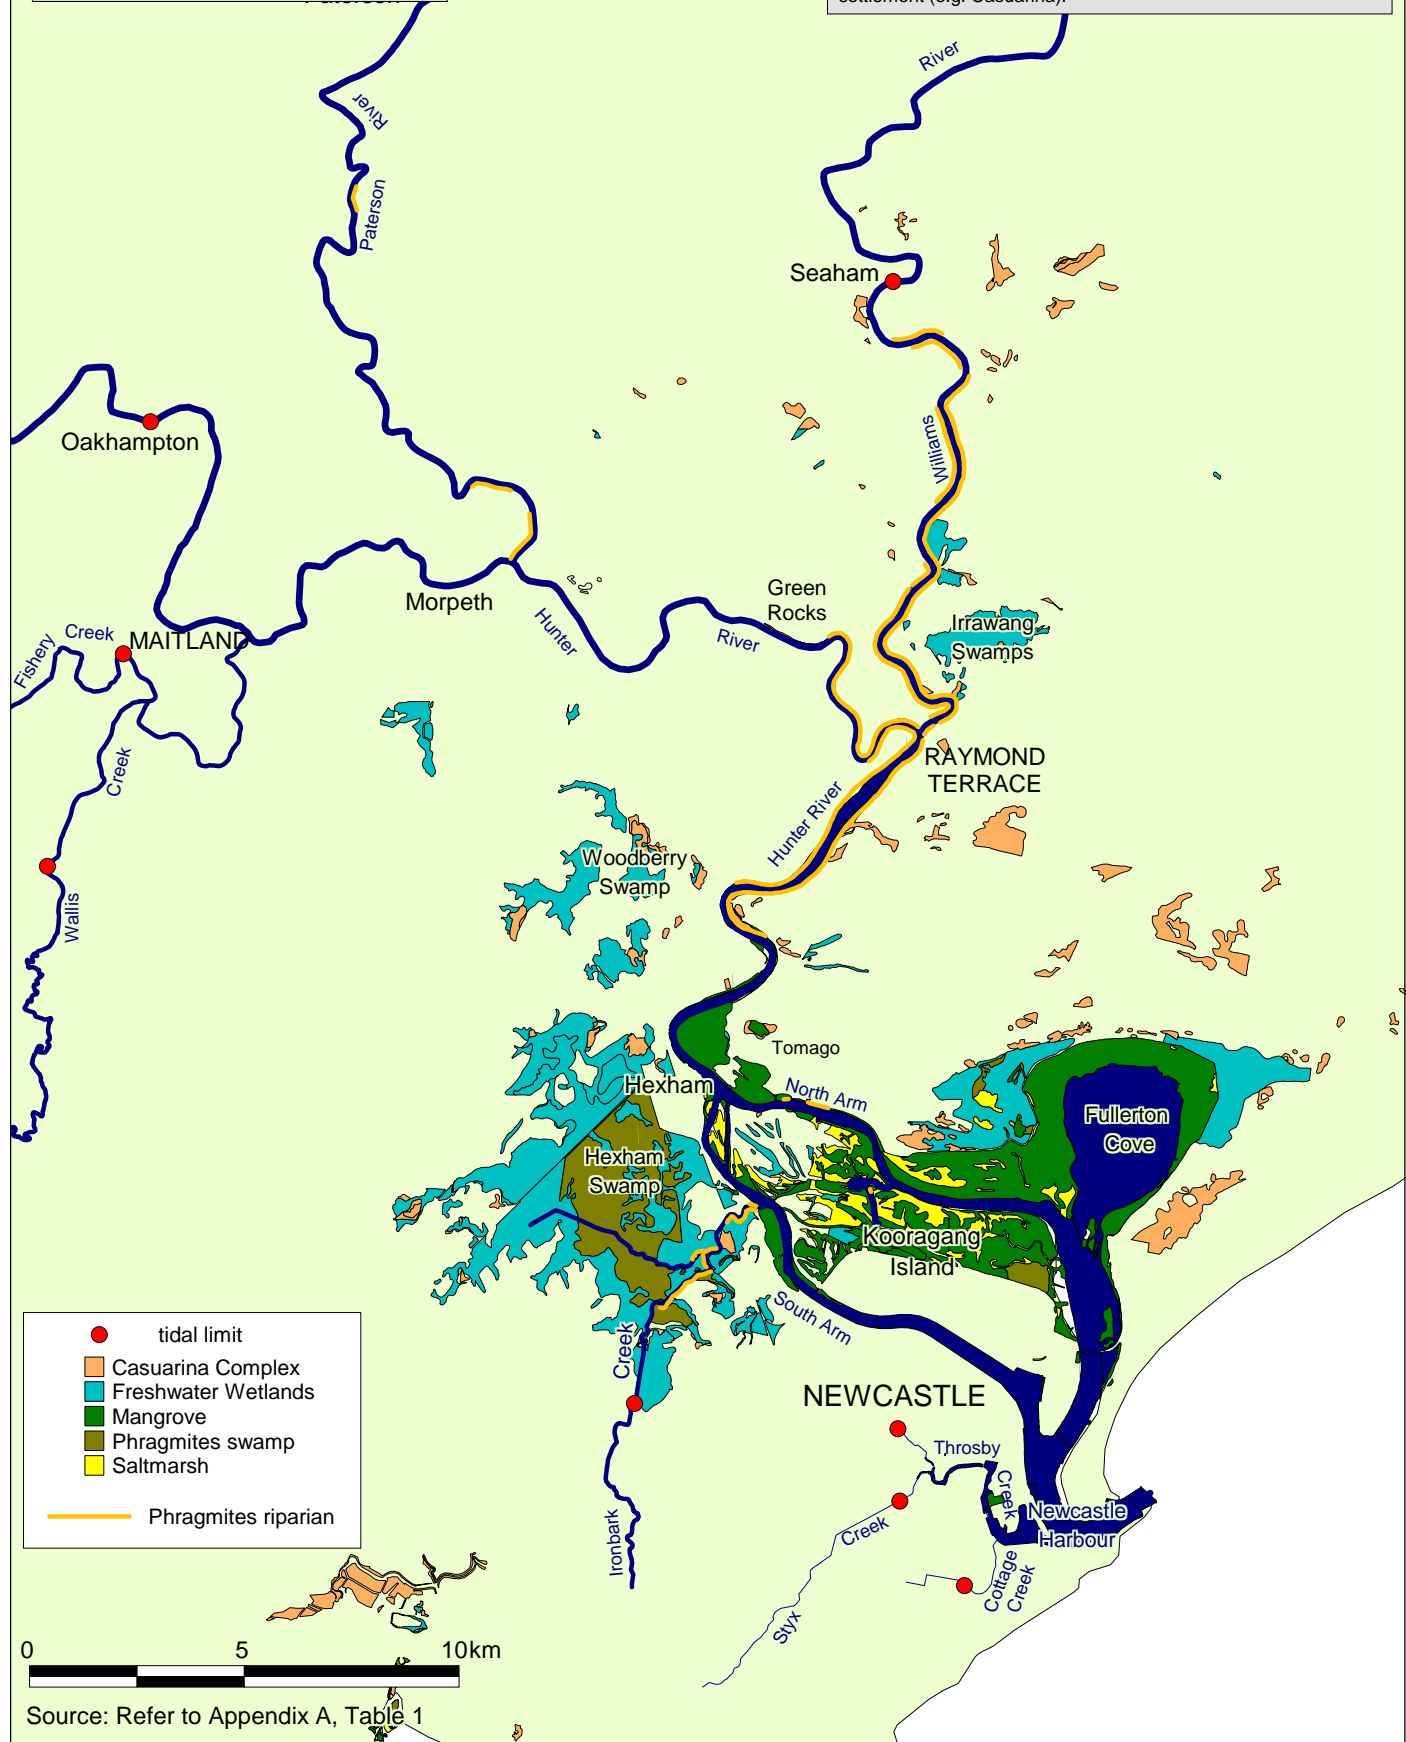 Paterson
settlement (e.g. Casuarina).
River
River
Paterson
Seaham
Oakhampton
Williams
Morpeth
Green
Rocks
Hunter
River
Irrawang
Swamps
Fishery
Creek
MAITLAND
RAYMOND
TERRACE
Creek
Hunter River
Woodberry
Swamp
Wallis
Tomago
Hexham
North Arm
Fullerton
Cove
Hexham
Swamp
Kooragang
Island
South Arm
Creek
NEWCASTLE
tidal limit
Casuarina Complex
Freshwater Wetlands
Mangrove
Phragmites swamp
Saltmarsh
Phragmites riparian
Throsby
Creek
Newcastle
Harbour
Creek
Ironbark
Cottage
Creek
Styx
0 5 10km
Source: Refer to Appendix A, Table 1